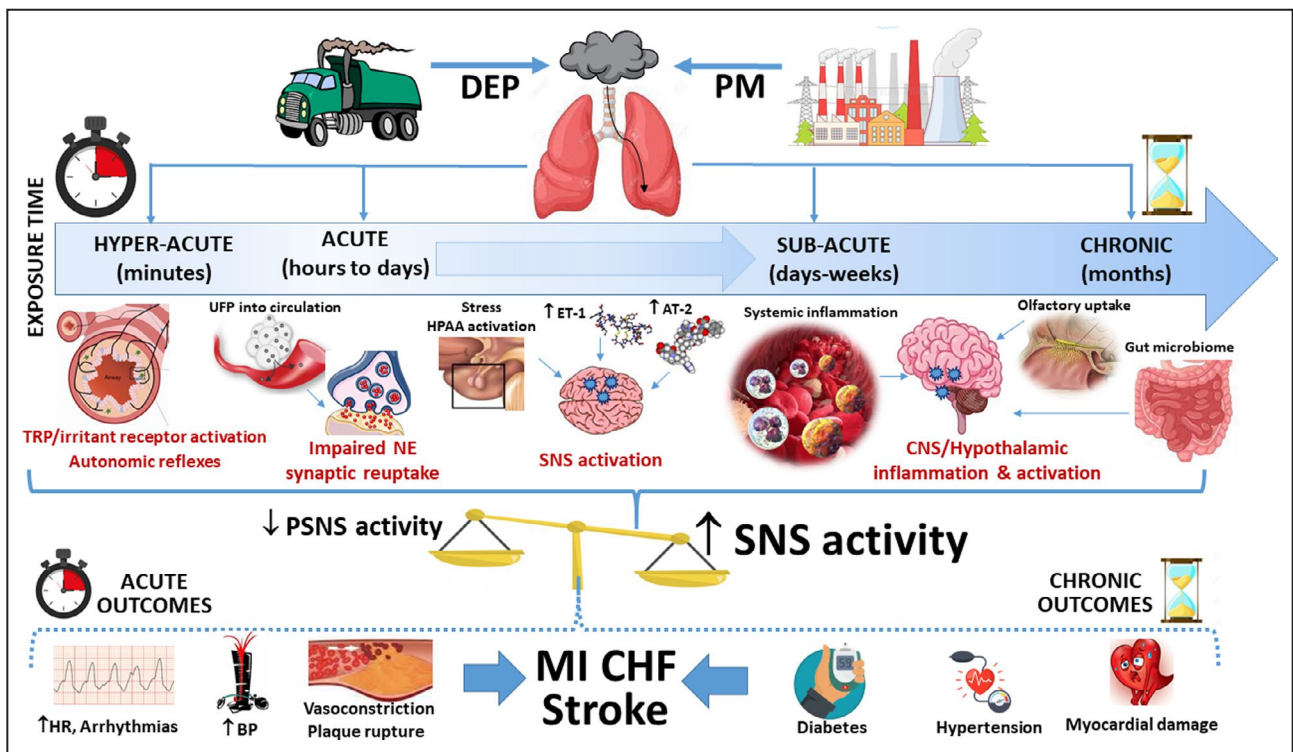 DEP
PM
EXPOSURE TIME
HYPER-ACUTE
(minutes)
ACUTE
(hours to days)
SUB-ACUTE
(days-weeks)
CHRONIC
(months)
UFP into circulation
Stress
HPAA activation
↑ET-1
↑AT-2
Systemic inflammation
Olfactory uptake
Gut microbiome
Airway
TRP/irritant receptor activation
Autonomic reflexes
Impaired NE
synaptic reuptake
SNS activation
CNS/Hypothalamic
inflammation & activation
↓PSNS activity
↑SNS activity
ACUTE
OUTCOMES
CHRONIC
OUTCOMES
↑HR, Arrhythmias
↑BP
Vasoconstriction
Plaque rupture
MI CHF
Stroke
Diabetes
Hypertension
Myocardial damage